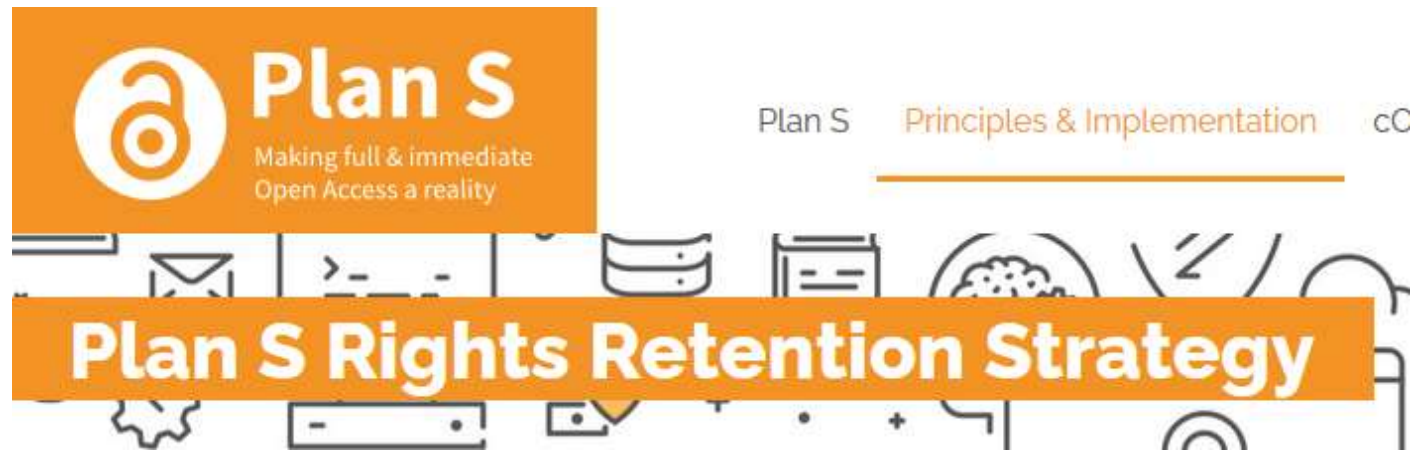 Plan S
Making full & immediate
Open Access a reality
Plan S Principles & Implementation
Plan S Rights Retention Strategy